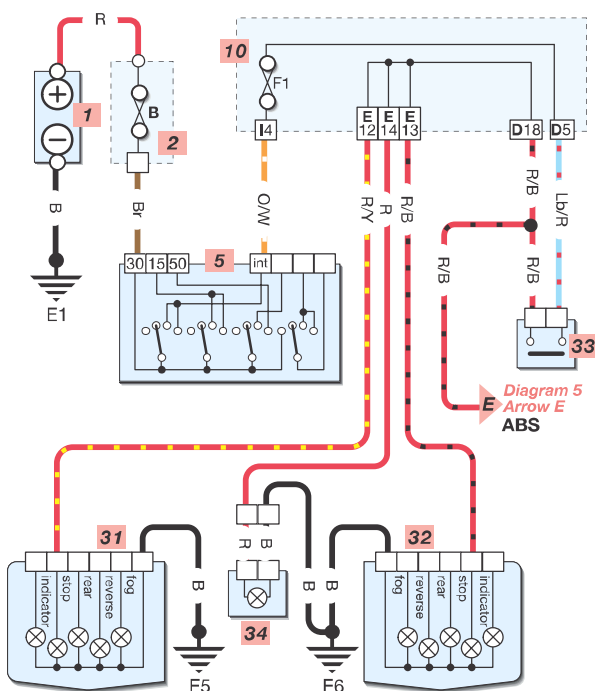 R
1
B
E1
B
2
Br
10
F1
I4
E 12
E 14
E 13
D18
D5
O/W
R/Y
R
R/B
R/B
Lb/R
R/B
R/B
30 15 50
5
int
33
E
Diagram 5
Arrow E
ABS
31
indicator
stop
rear
reverse
fog
B
E5
R
B
34
B
B
E6
32
fog
reverse
rear
stop
indicator